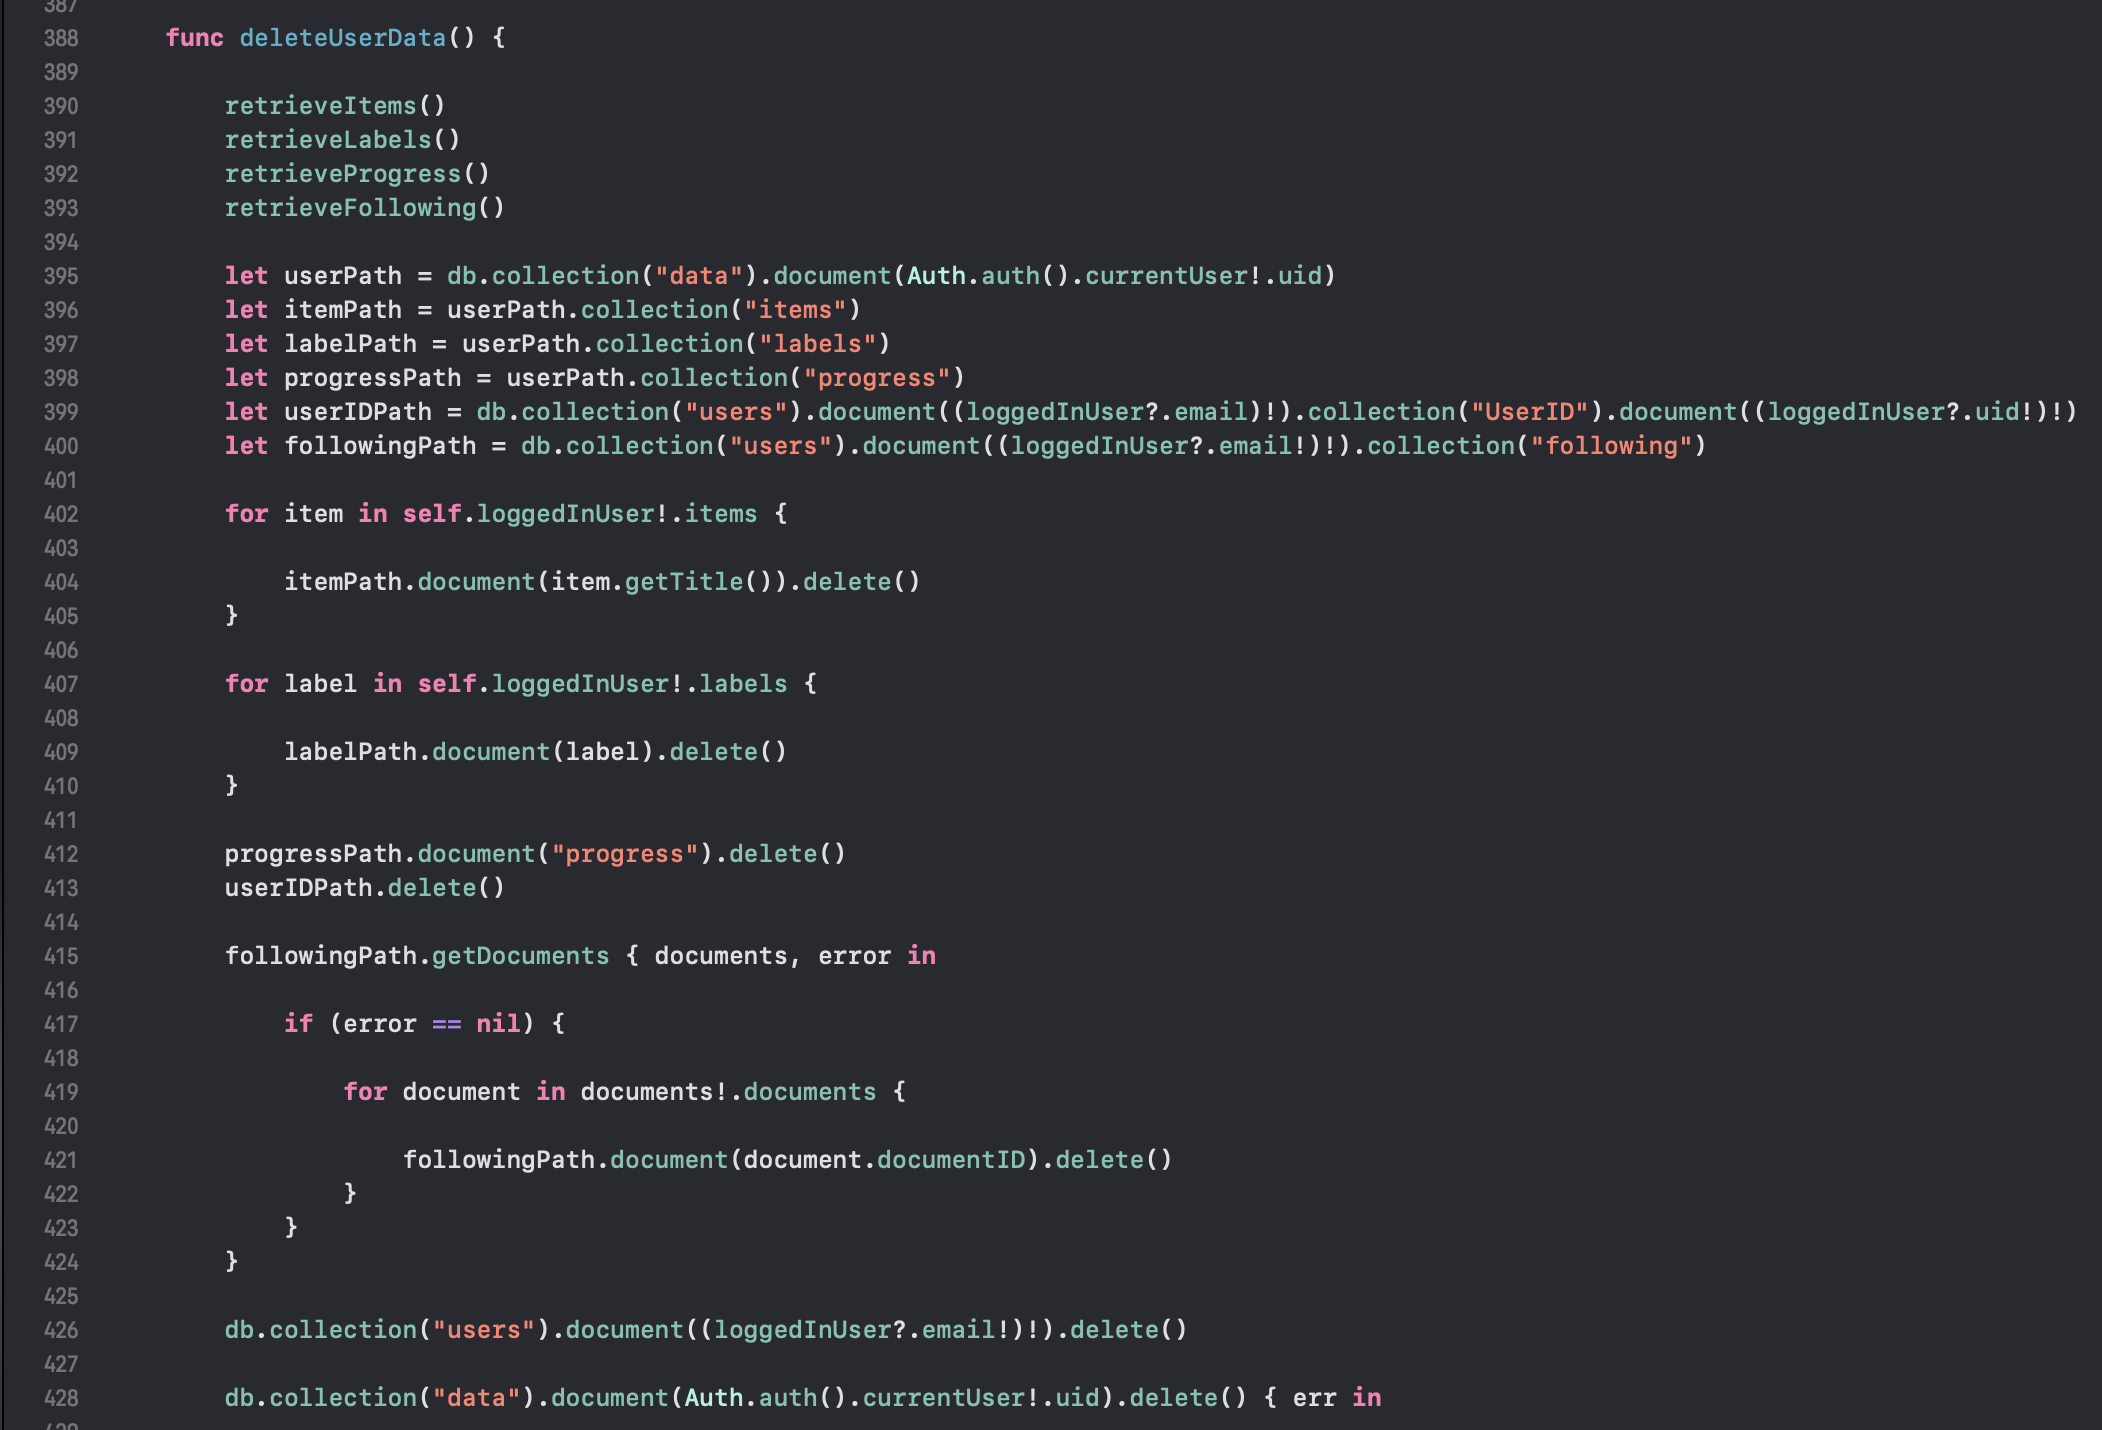 387
388 func deleteUserData() {
389
390 retrieveItems()
391 retrieveLabels()
392 retrieveProgress()
393 retrieveFollowing()
394
395 let userPath = db.collection("data").document(Auth.auth().currentUser!.uid)
396 let itemPath = userPath.collection("items")
397 let labelPath = userPath.collection("labels")
398 let progressPath = userPath.collection("progress")
399 let userIDPath = db.collection("users").document((loggedInUser?.email)!).collection("UserID").document((loggedInUser?.uid!)!)
400 let followingPath = db.collection("users").document((loggedInUser?.email!)!).collection("following")
401
402 for item in self.loggedInUser!.items {
403
404 itemPath.document(item.getTitle()).delete()
405 }
406
407 for label in self.loggedInUser!.labels {
408
409 labelPath.document(label).delete()
410 }
411
412 progressPath.document("progress").delete()
413 userIDPath.delete()
414
415 followingPath.getDocuments { documents, error in
416
417 if (error == nil) {
418
419 for document in documents!.documents {
420
421 followingPath.document(document.documentID).delete()
422 }
423 }
424 }
425
426 db.collection("users").document((loggedInUser?.email!)!).delete()
427
428 db.collection("data").document(Auth.auth().currentUser!.uid).delete() { err in
429